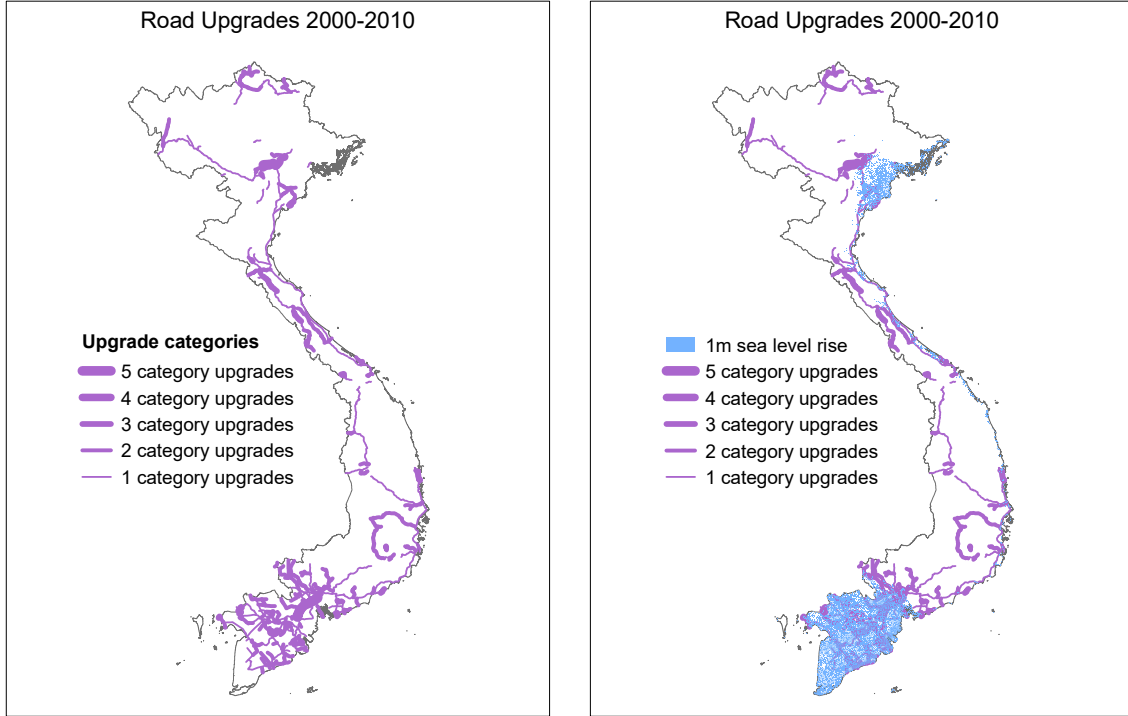 Road Upgrades 2000-2010
Upgrade categories
5 category upgrades
4 category upgrades
3 category upgrades
2 category upgrades
1 category upgrades
Road Upgrades 2000-2010
1m sea level rise
5 category upgrades
4 category upgrades
3 category upgrades
2 category upgrades
1 category upgrades